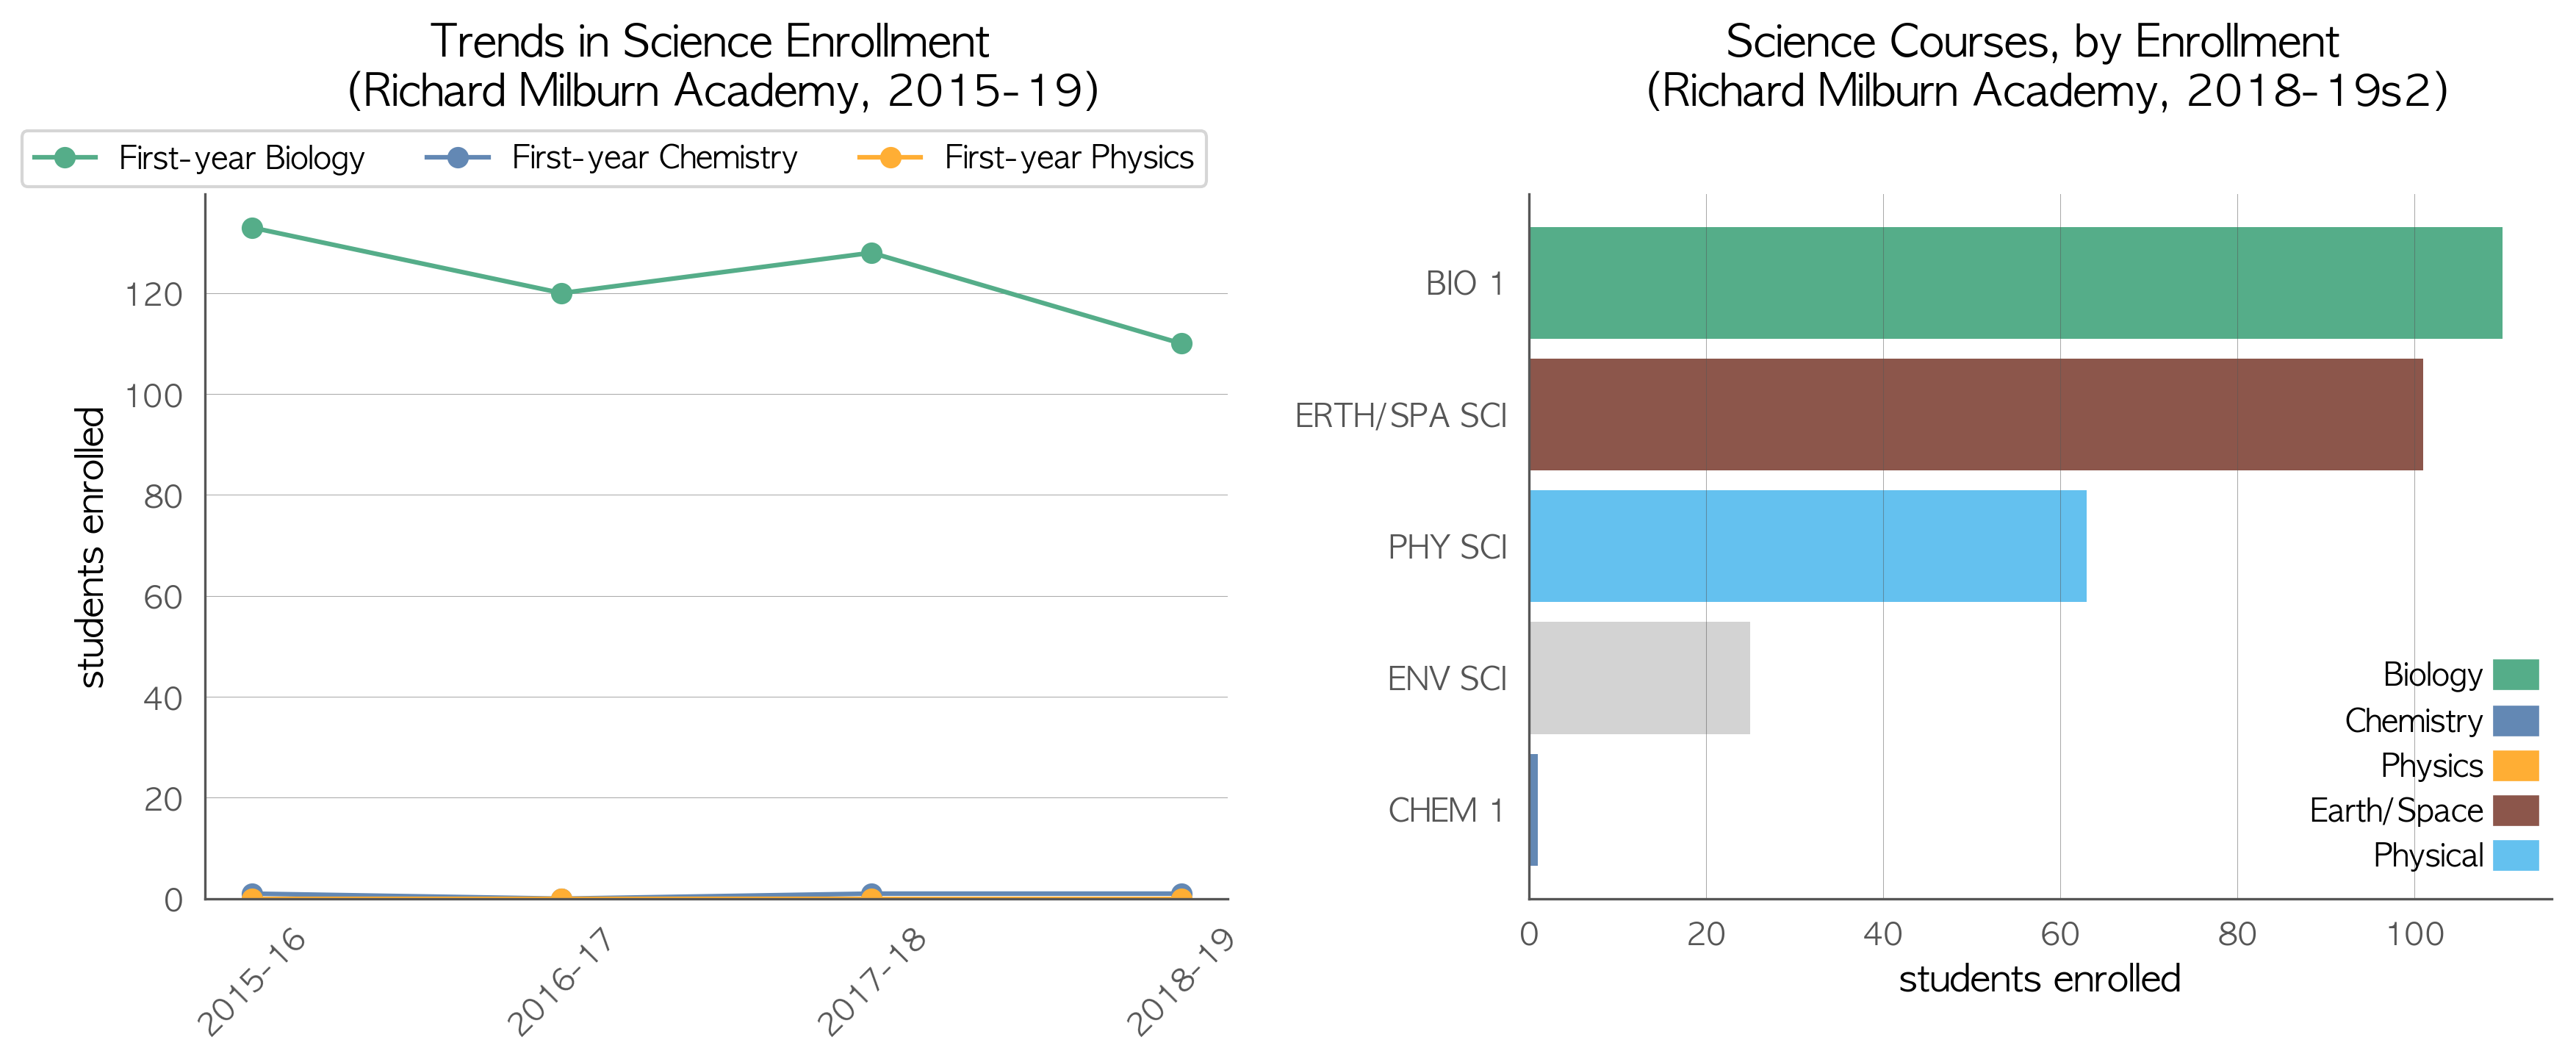 Trends in Science Enrollment
(Richard Milburn Academy, 2015-19)
First-year Biology First-year Chemistry First-year Physics
students enrolled
120
100
80
60
40
20
0
2015-16 2016-17 2017-18 2018-19
Science Courses, by Enrollment
(Richard Milburn Academy, 2018-19s2)
BIO 1
ERTH/SPA SCI
PHY SCI
ENV SCI
CHEM 1
Biology
Chemistry
Physics
Earth/Space
Physical
0 20 40 60 80 100
students enrolled